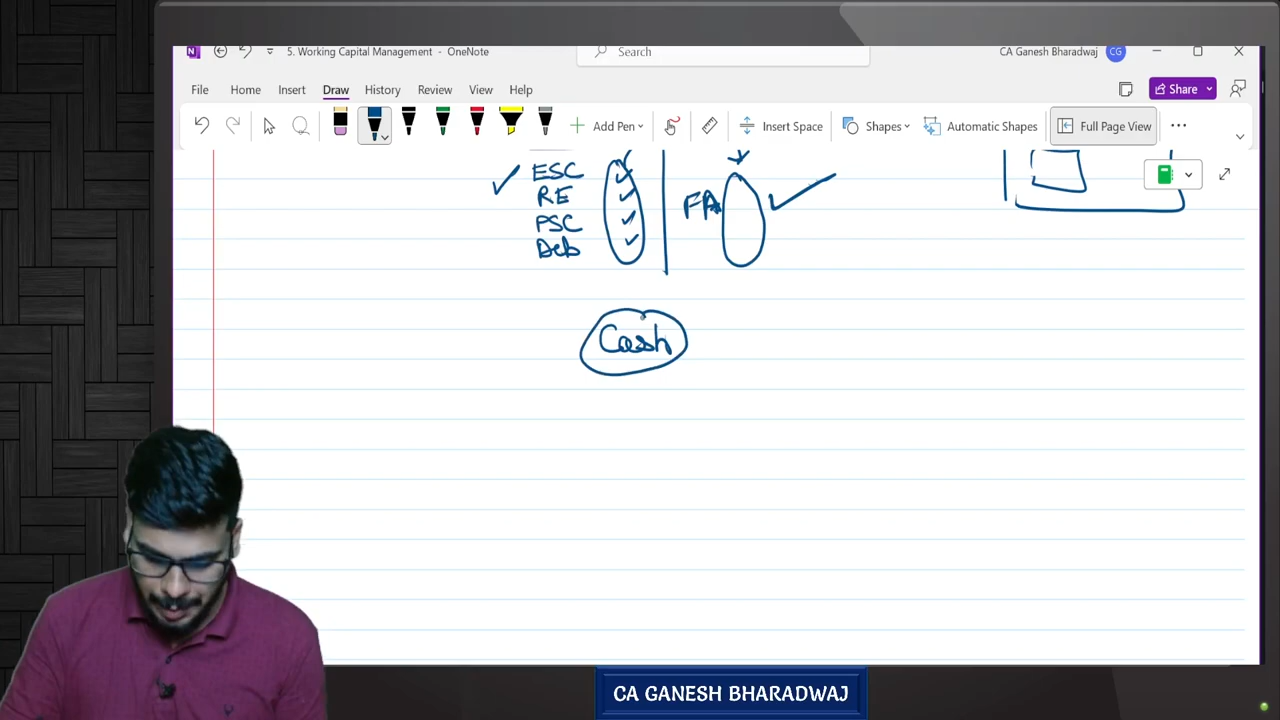 5. Working Capital Management - OneNote
Search
CA Ganesh Bharadwaj CG
File Home Insert Draw History Review View Help
Share
Add Pen
Insert Space
Shapes
Automatic Shapes
Full Page View
ESC
RE
PSC
Deb
FA
Cash
CA GANESH BHARADWAJ